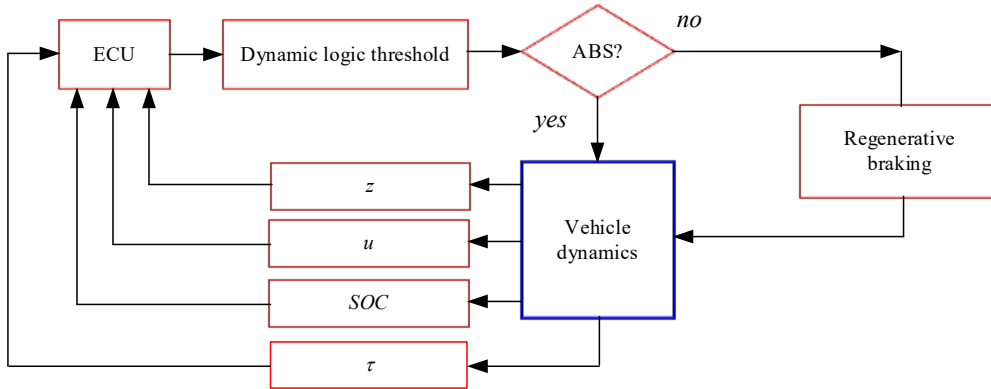 ECU
Dynamic logic threshold
ABS?
no
yes
Regenerative
braking
z
Vehicle
dynamics
u
SOC
τ